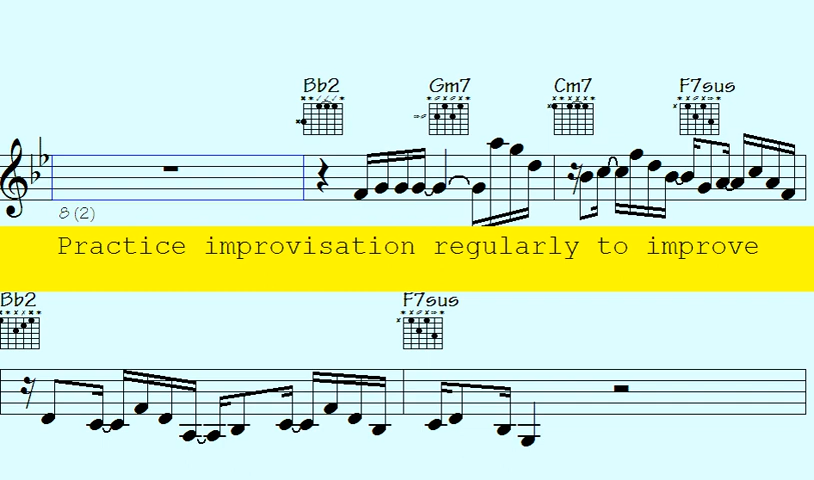 Bb2 Gm7 Cm7 F7sus
8 (2)
Practice improvisation regularly to improve
Bb2 F7sus